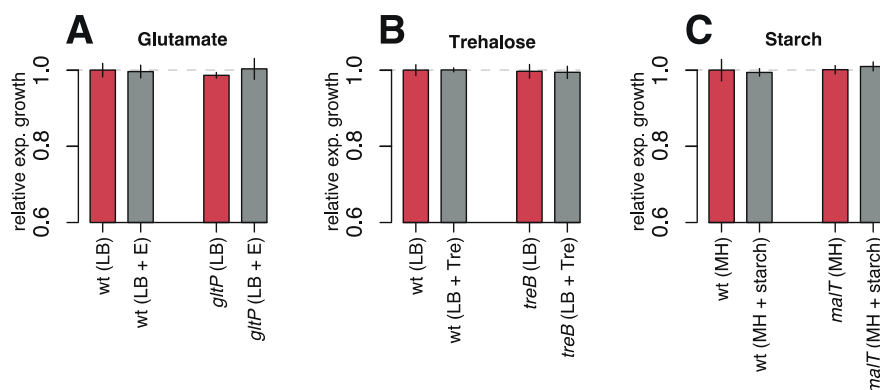 A
Glutamate
relative exp. growth
1.0
0.8
0.6
wt (LB)
wt (LB + E)
gltP (LB)
gltP (LB + E)
B
Trehalose
relative exp. growth
1.0
0.8
0.6
wt (LB)
wt (LB + Tre)
treB (LB)
treB (LB + Tre)
C
Starch
relative exp. growth
1.0
0.8
0.6
wt (MH)
wt (MH + starch)
malT (MH)
malT (MH + starch)